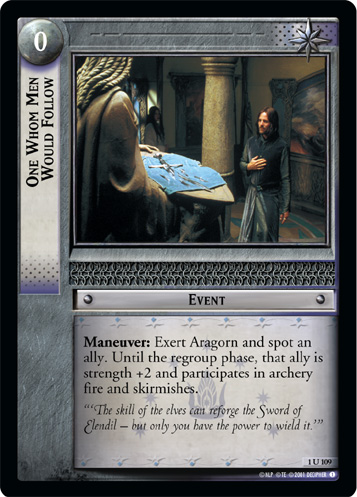 0
One Whom Men
Would Follow
Event
Maneuver: Exert Aragorn and spot an
ally. Until the regroup phase, that ally is
strength +2 and participates in archery
fire and skirmishes.
“‘The skill of the elves can reforge the Sword of
Elendil – but only you have the power to wield it.’”
1 U 109
©NLP ©TE ©2001 DECIPHER